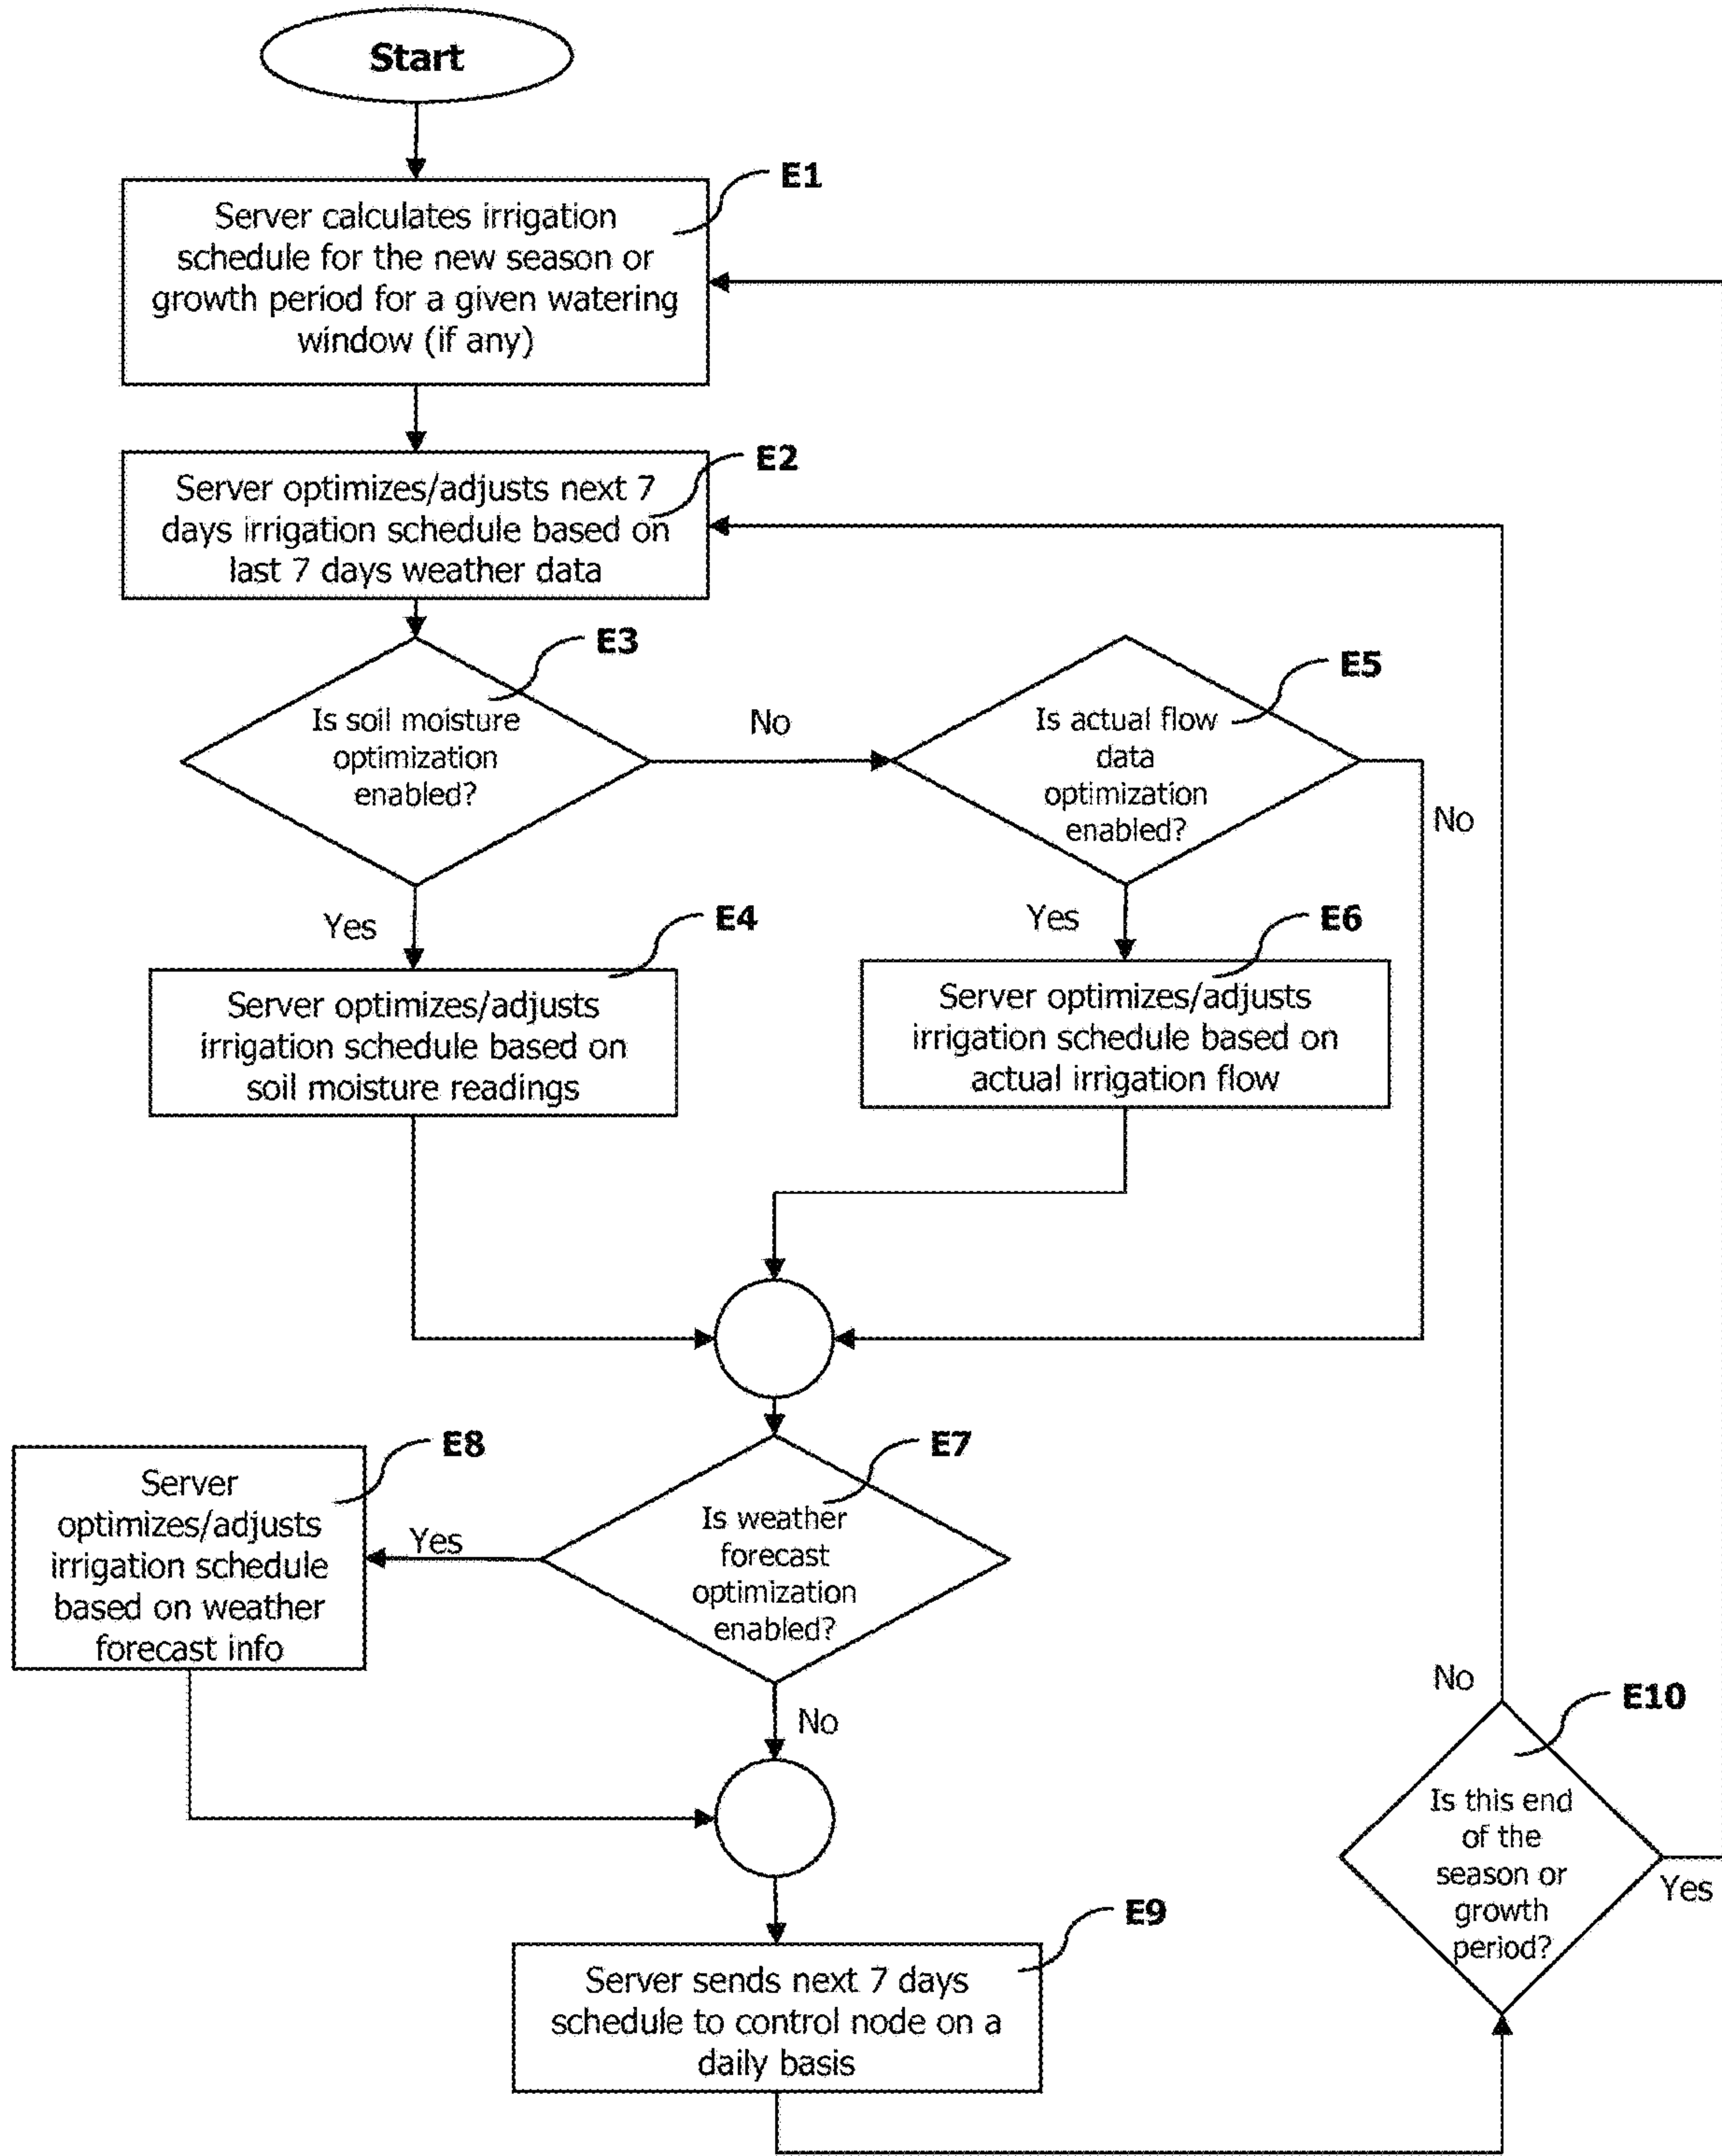 Start
E1
Server calculates irrigation
schedule for the new season or
growth period for a given watering
window (if any)
E2
Server optimizes/adjusts next 7
days irrigation schedule based on
last 7 days weather data
E3
Is soil moisture
optimization
enabled?
No
E5
Is actual flow
data
optimization
enabled?
No
Yes
E4
Server optimizes/adjusts
irrigation schedule based on
soil moisture readings
Yes
E6
Server optimizes/adjusts
irrigation schedule based on
actual irrigation flow
E7
Is weather
forecast
optimization
enabled?
Yes
E8
Server
optimizes/adjusts
irrigation schedule
based on weather
forecast info
No
E9
Server sends next 7 days
schedule to control node on a
daily basis
E10
Is this end
of the
season or
growth
period?
No
Yes